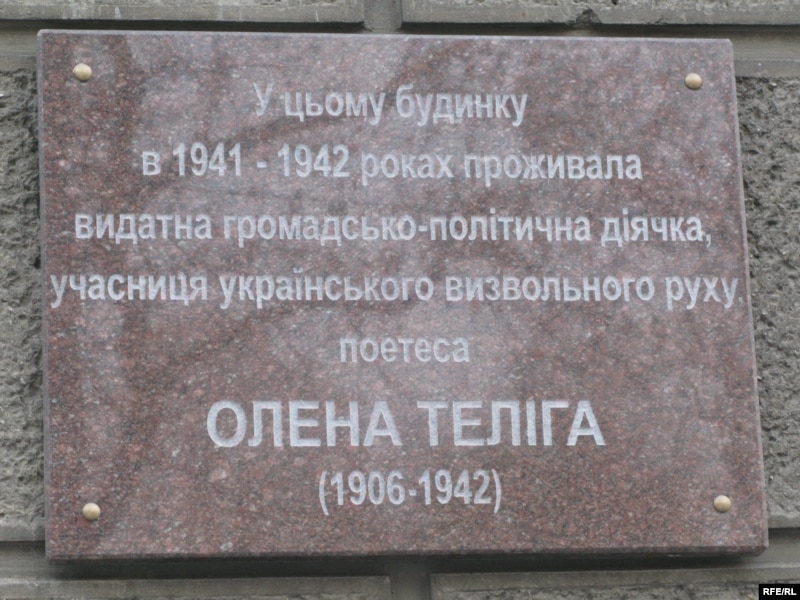 У цьому будинку
в 1941 - 1942 роках проживала
видатна громадсько-політична діячка,
учасниця українського визвольного руху,
поетеса
ОЛЕНА ТЕЛІГА
(1906-1942)
RFE/RL